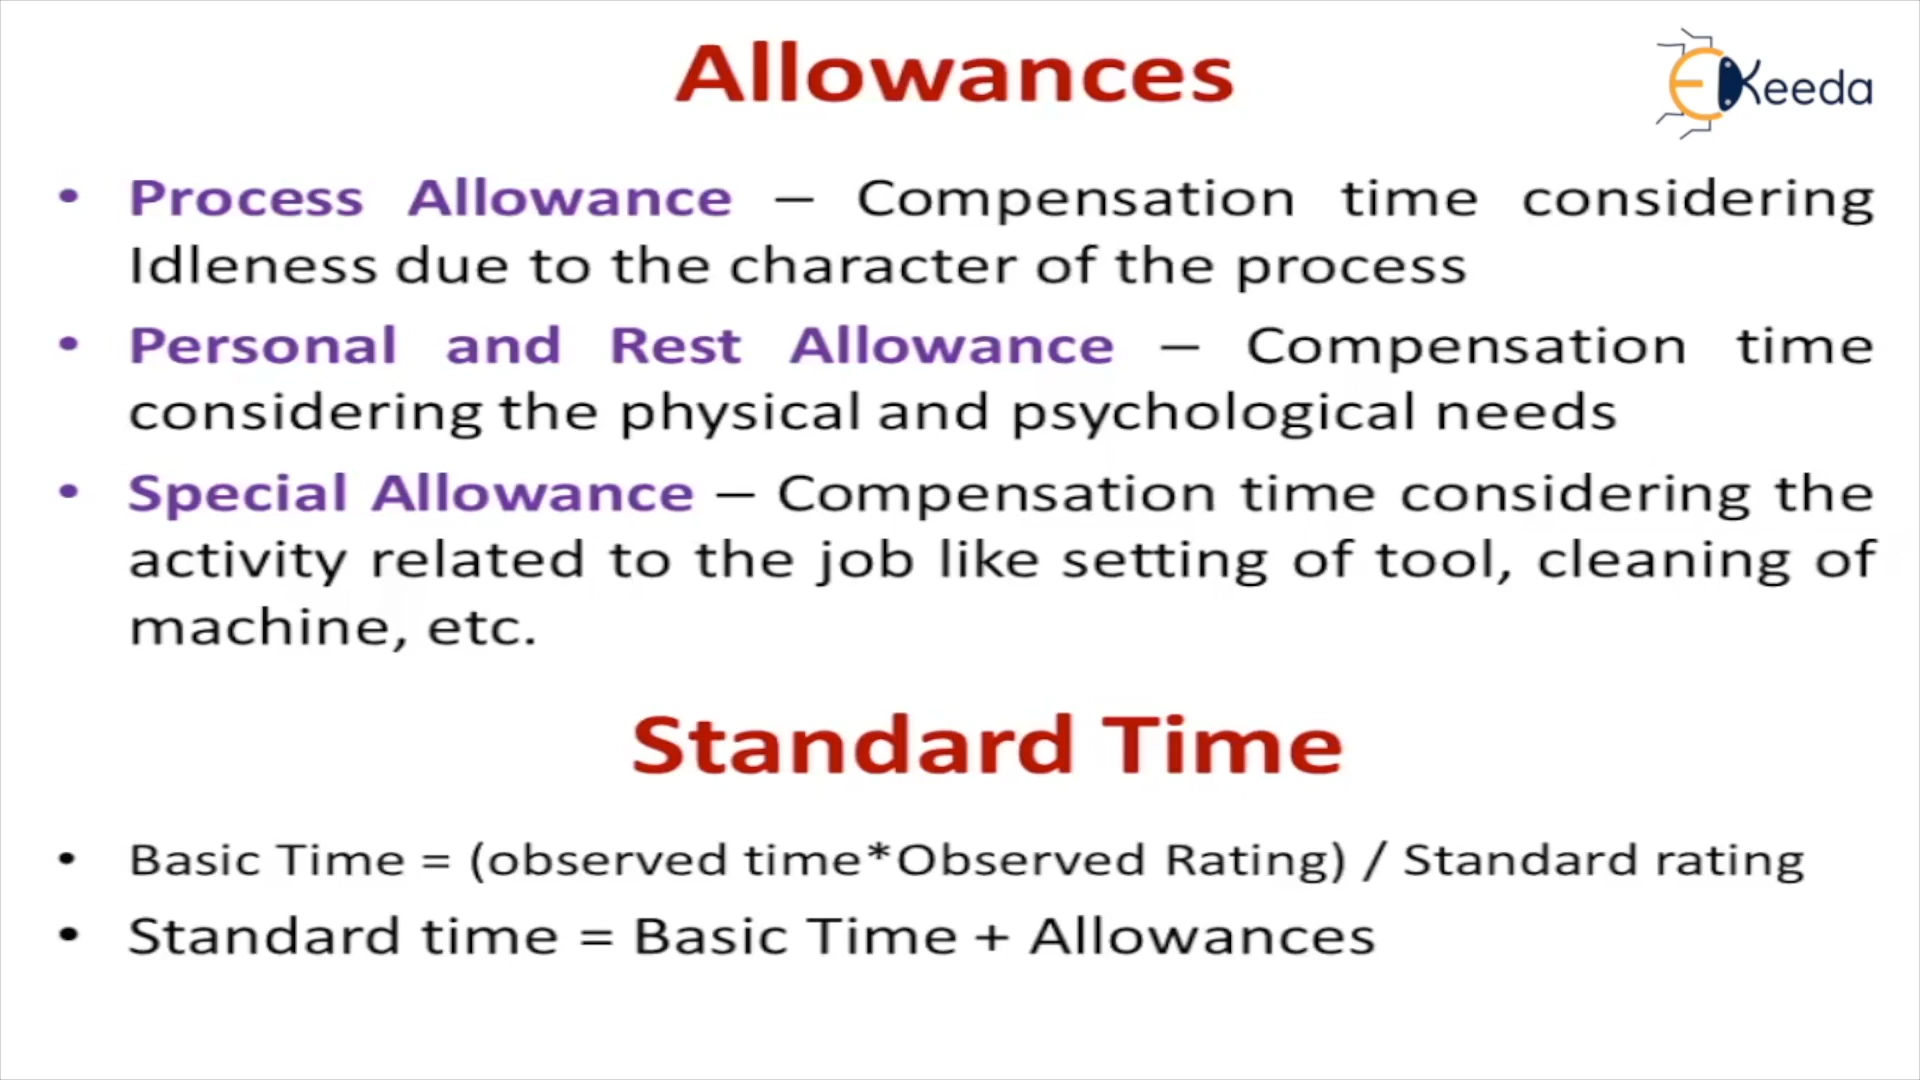 Allowances
EKeeda
• Process Allowance – Compensation time considering
Idleness due to the character of the process
• Personal and Rest Allowance – Compensation time
considering the physical and psychological needs
• Special Allowance – Compensation time considering the
activity related to the job like setting of tool, cleaning of
machine, etc.
Standard Time
• Basic Time = (observed time*Observed Rating) / Standard rating
• Standard time = Basic Time + Allowances